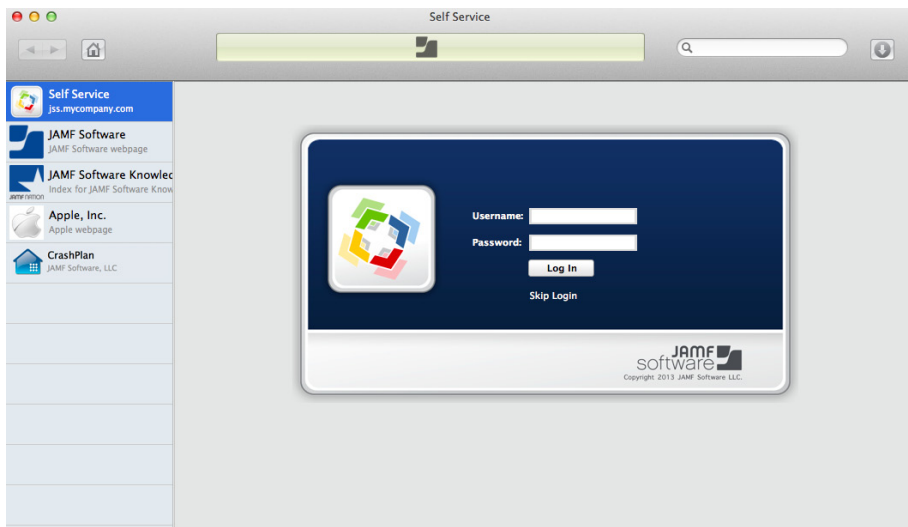 Self Service
Self Service
jss.mycompany.com
JAMF Software
JAMF Software webpage
JAMF Software Knowlec
Index for JAMF Software Know
JAMF NATION
Apple, Inc.
Apple webpage
CrashPlan
JAMF Software, LLC
Username:
Password:
Log In
Skip Login
JAMF
software
Copyright 2013 JAMF Software LLC.